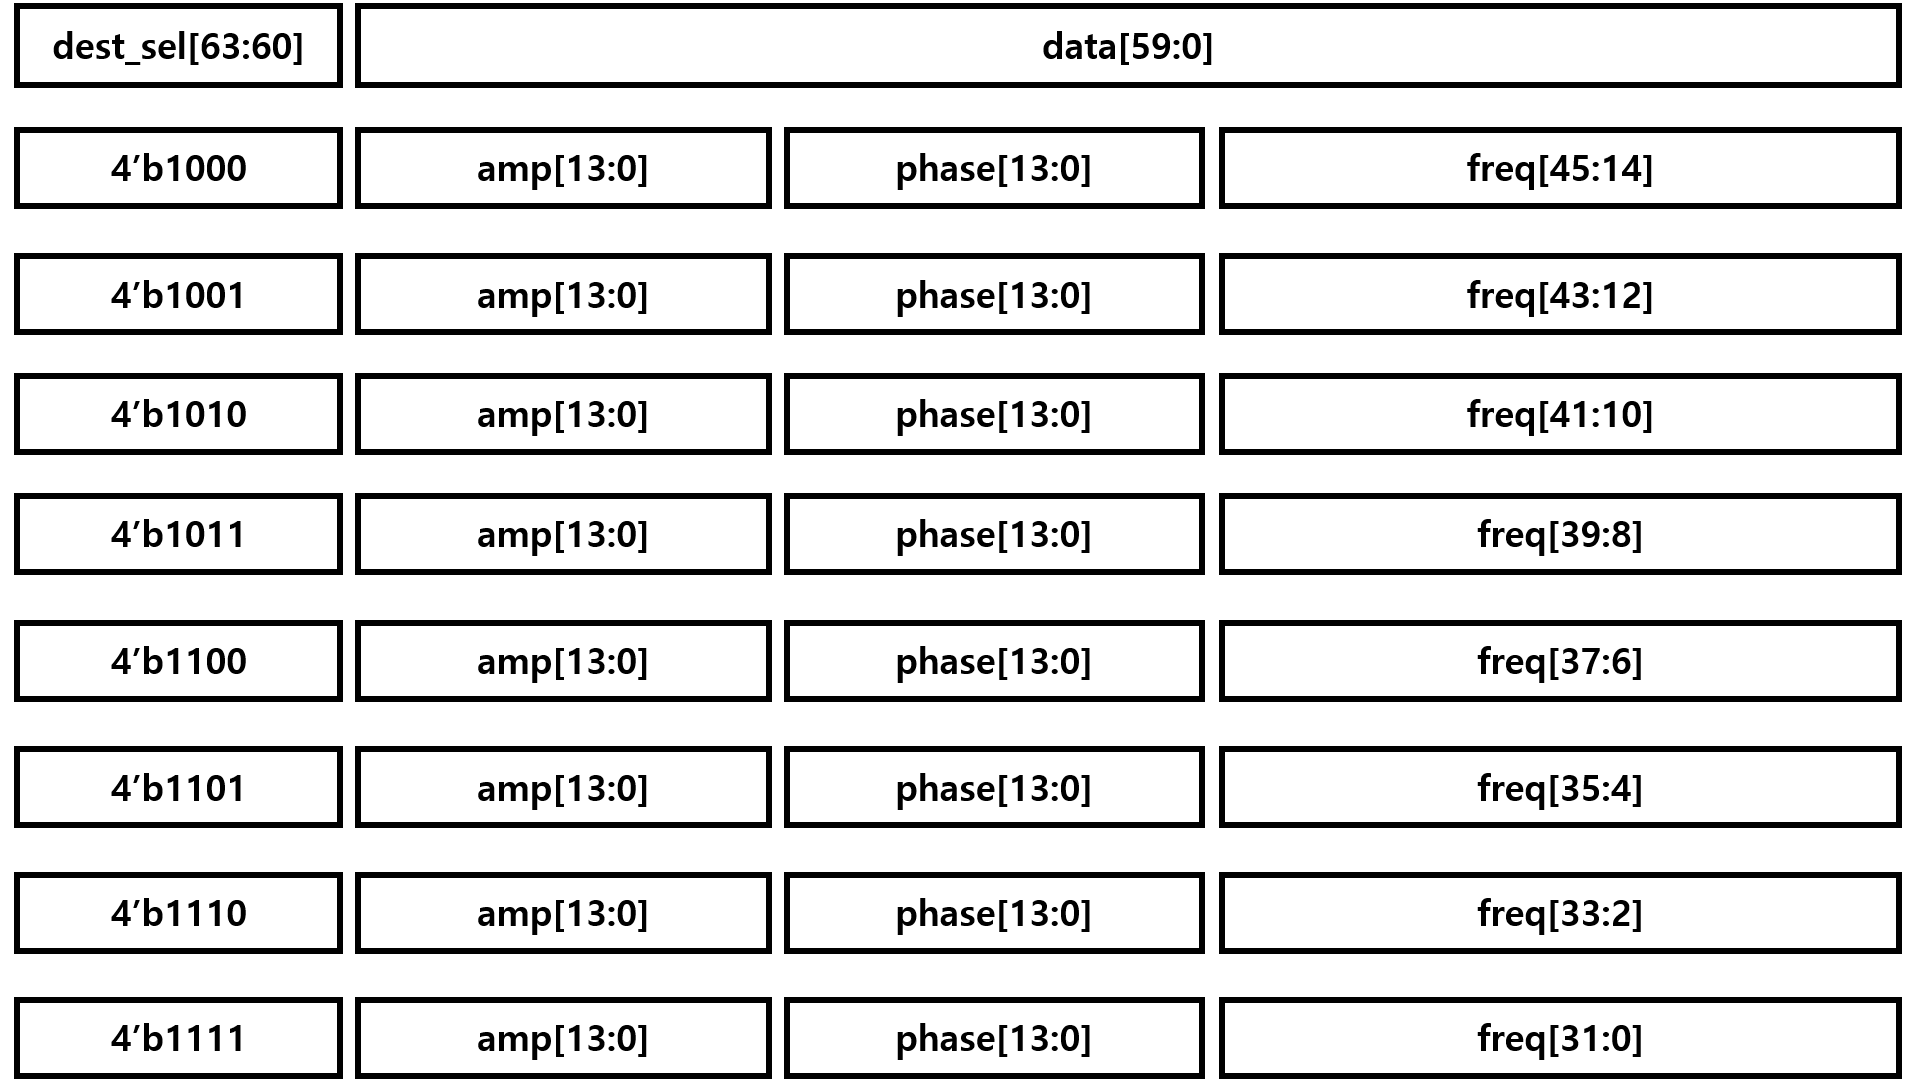 dest_sel[63:60] data[59:0]
4’b1000 amp[13:0] phase[13:0] freq[45:14]
4’b1001 amp[13:0] phase[13:0] freq[43:12]
4’b1010 amp[13:0] phase[13:0] freq[41:10]
4’b1011 amp[13:0] phase[13:0] freq[39:8]
4’b1100 amp[13:0] phase[13:0] freq[37:6]
4’b1101 amp[13:0] phase[13:0] freq[35:4]
4’b1110 amp[13:0] phase[13:0] freq[33:2]
4’b1111 amp[13:0] phase[13:0] freq[31:0]